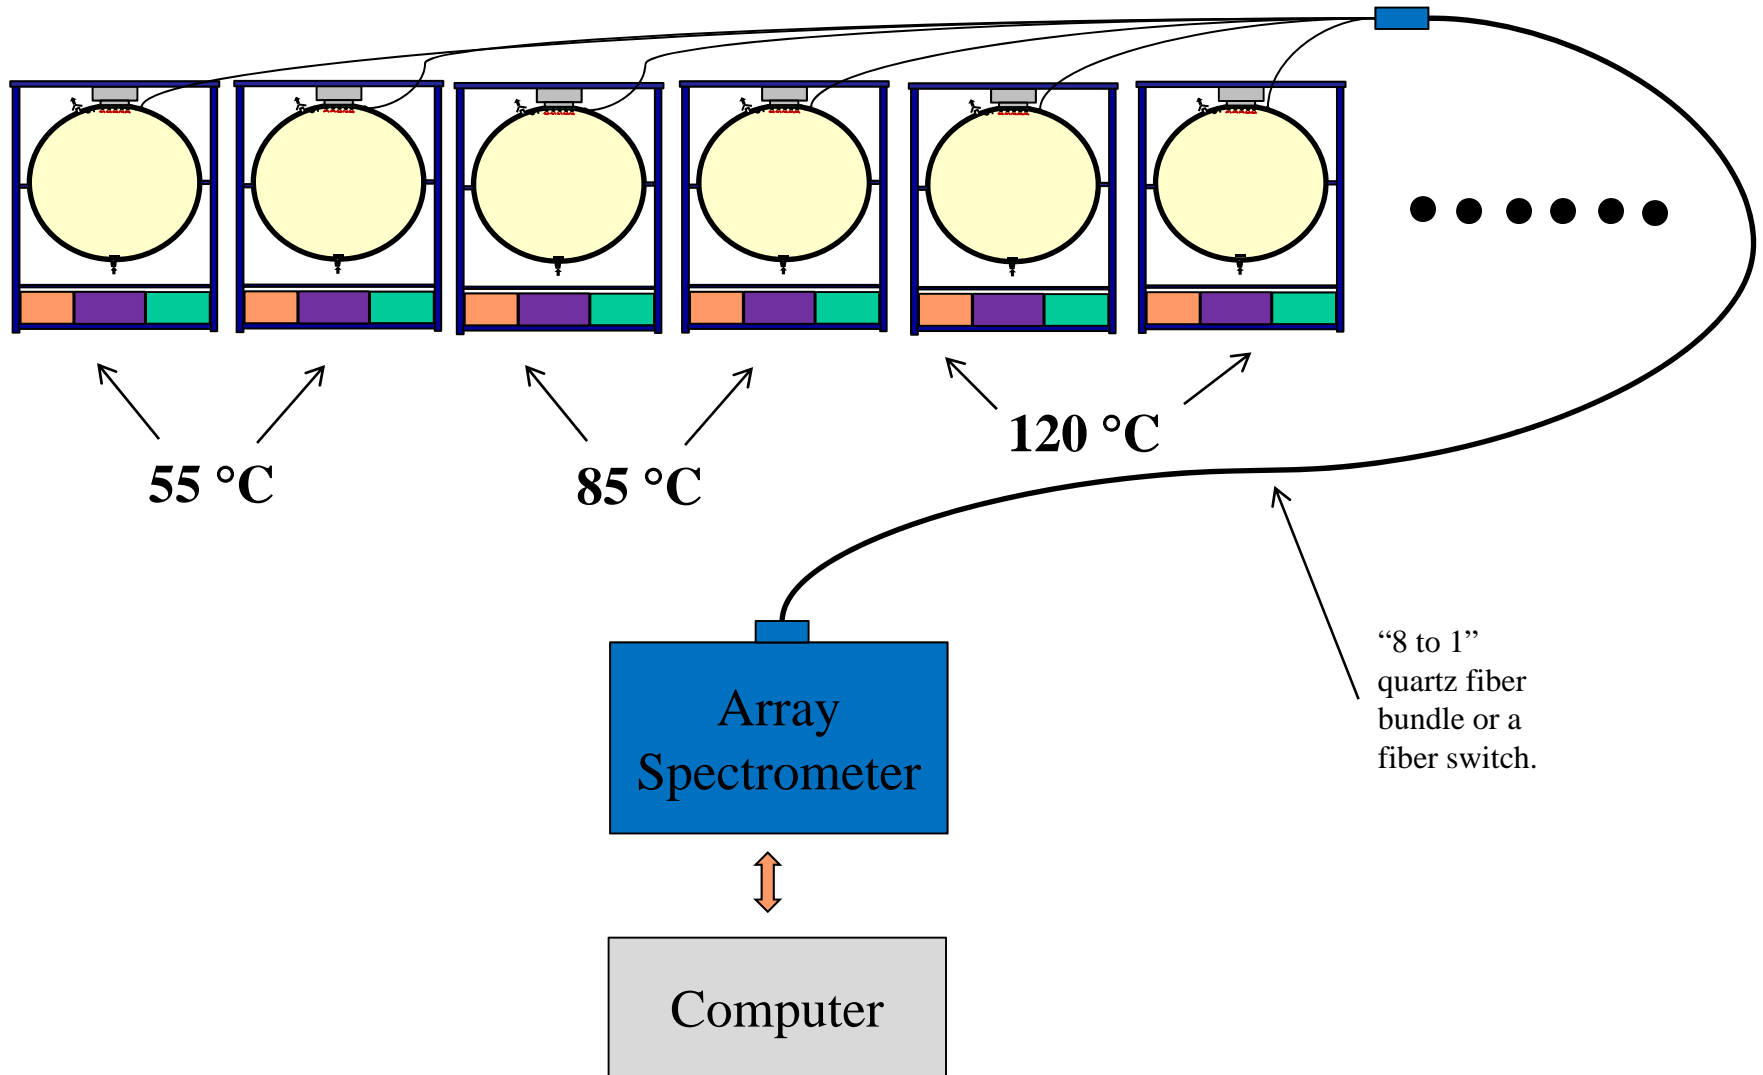 55 °C
85 °C
120 °C
“8 to 1”
quartz fiber
bundle or a
fiber switch.
Array
Spectrometer
Computer